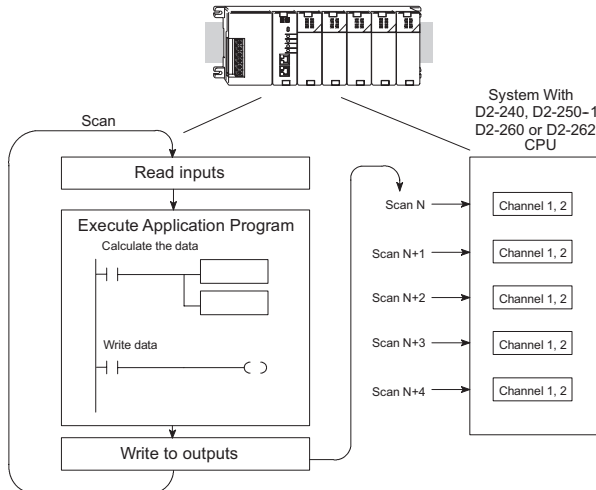 System With
D2-240, D2-250-1
D2-260 or D2-262
CPU
Scan
Read inputs
Execute Application Program
Calculate the data
Write data
Write to outputs
Scan N
Channel 1, 2
Scan N+1
Channel 1, 2
Scan N+2
Channel 1, 2
Scan N+3
Channel 1, 2
Scan N+4
Channel 1, 2